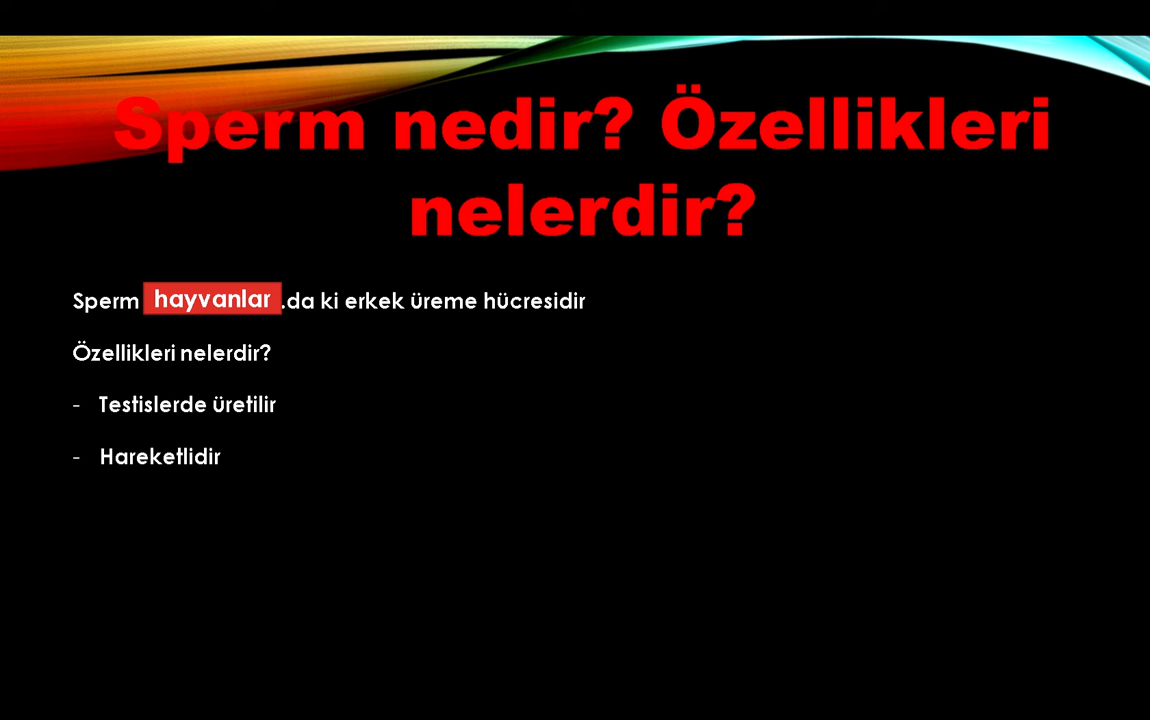 Sperm nedir? Özellikleri
nelerdir?
Sperm hayvanlar .da ki erkek üreme hücresidir
Özellikleri nelerdir?
- Testislerde üretilir
- Hareketlidir